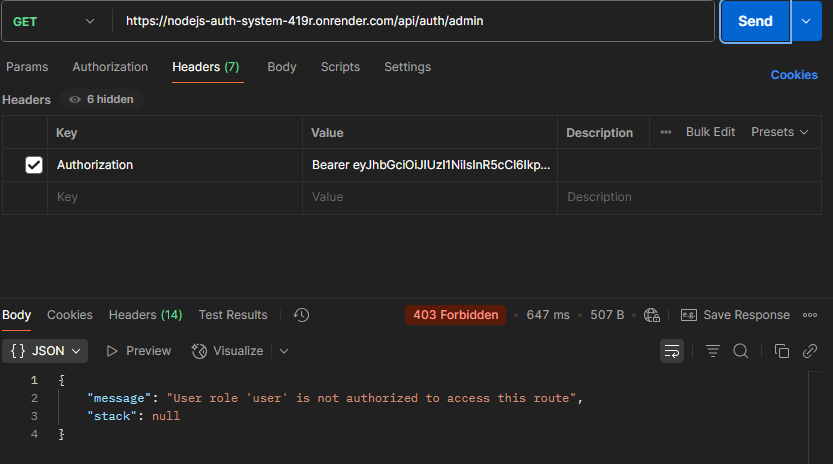 GET https://nodejs-auth-system-419r.onrender.com/api/auth/admin Send
Params Authorization Headers (7) Body Scripts Settings Cookies
Headers 6 hidden
Key Value Description Bulk Edit Presets
Authorization Bearer eyJhbGciOiJIUzI1NiIsInR5cCI6Ikp...
Key Value Description
Body Cookies Headers (14) Test Results 403 Forbidden • 647 ms • 507 B • e.g. Save Response
{} JSON Preview Visualize
1 {
2 "message": "User role 'user' is not authorized to access this route",
3 "stack": null
4 }